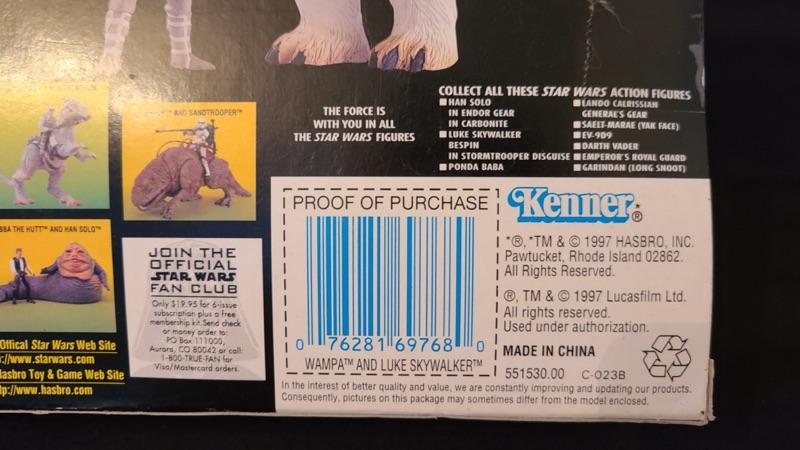 COLLECT ALL THESE STAR WARS ACTION FIGURES
HAN SOLO
IN ENDOR GEAR
IN CARBONITE
LUKE SKYWALKER
BESPIN
IN STORMTROOPER DISGUISE
PONDA BABA
LANDO CALRISSIAN
GENERAL'S GEAR
SAELT-MARAE (YAK FACE)
EV-9D9
DARTH VADER
EMPEROR'S ROYAL GUARD
GARINDAN (LONG SHOOT)
THE FORCE IS
WITH YOU IN ALL
THE STAR WARS FIGURES
AND SANDTROOPER™
BBA THE HUTT™ AND HAN SOLO™
JOIN THE
OFFICIAL
STAR WARS
FAN CLUB
Only $19.95 for 6-issue
subscription plus a free
membership kit. Send check
or money order to:
PO Box 111000,
Aurora, CO 80042 or call:
1-800-TRUE-FAN for
Visa/Mastercard orders.
Official Star Wars Web Site
://www.starwars.com
Hasbro Toy & Game Web Site
tp://www.hasbro.com
PROOF OF PURCHASE
0 76281 69768 0
WAMPA™ AND LUKE SKYWALKER™
Kenner®
*®, *TM & © 1997 HASBRO, INC.
Pawtucket, Rhode Island 02862.
All Rights Reserved.
®, TM & © 1997 Lucasfilm Ltd.
All rights reserved.
Used under authorization.
MADE IN CHINA
551530.00 C-023B
In the interest of better quality and value, we are constantly improving and updating our products.
Consequently, pictures on this package may sometimes differ from the model enclosed.